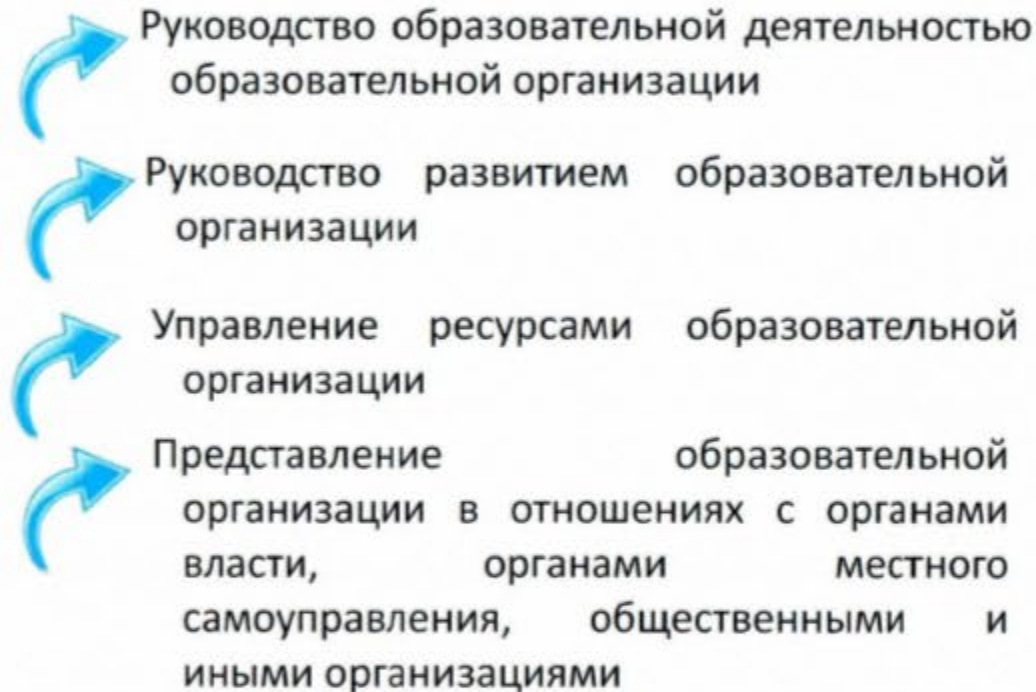 Руководство образовательной деятельностью
образовательной организации
Руководство развитием образовательной
организации
Управление ресурсами образовательной
организации
Представление образовательной
организации в отношениях с органами
власти, органами местного
самоуправления, общественными и
иными организациями